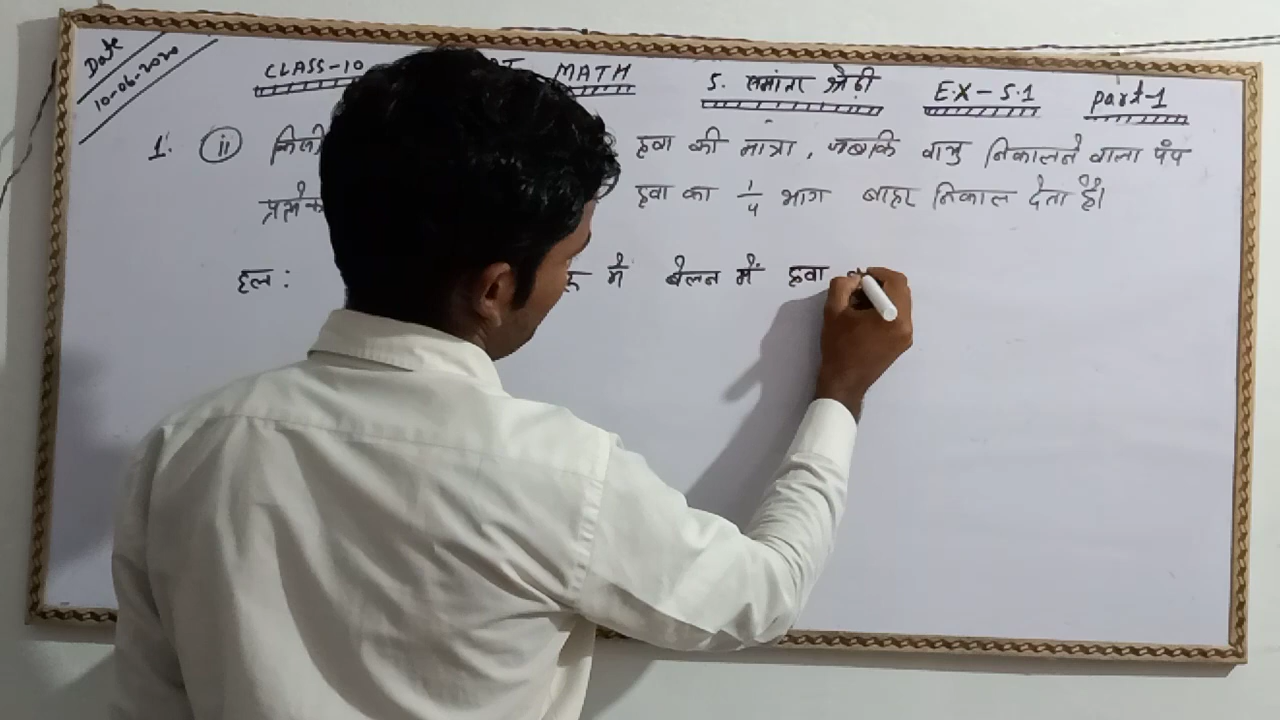 Date
10-06-2020
CLASS-10 MATH 5. समांतर श्रेढ़ी EX-5.1 Part-1
1. (ii) हवा की मात्रा, जबकि वायु निकालने वाला पंप
हवा का 1/4 भाग बाहर निकाल देता है।
हल: में बेलन में हवा